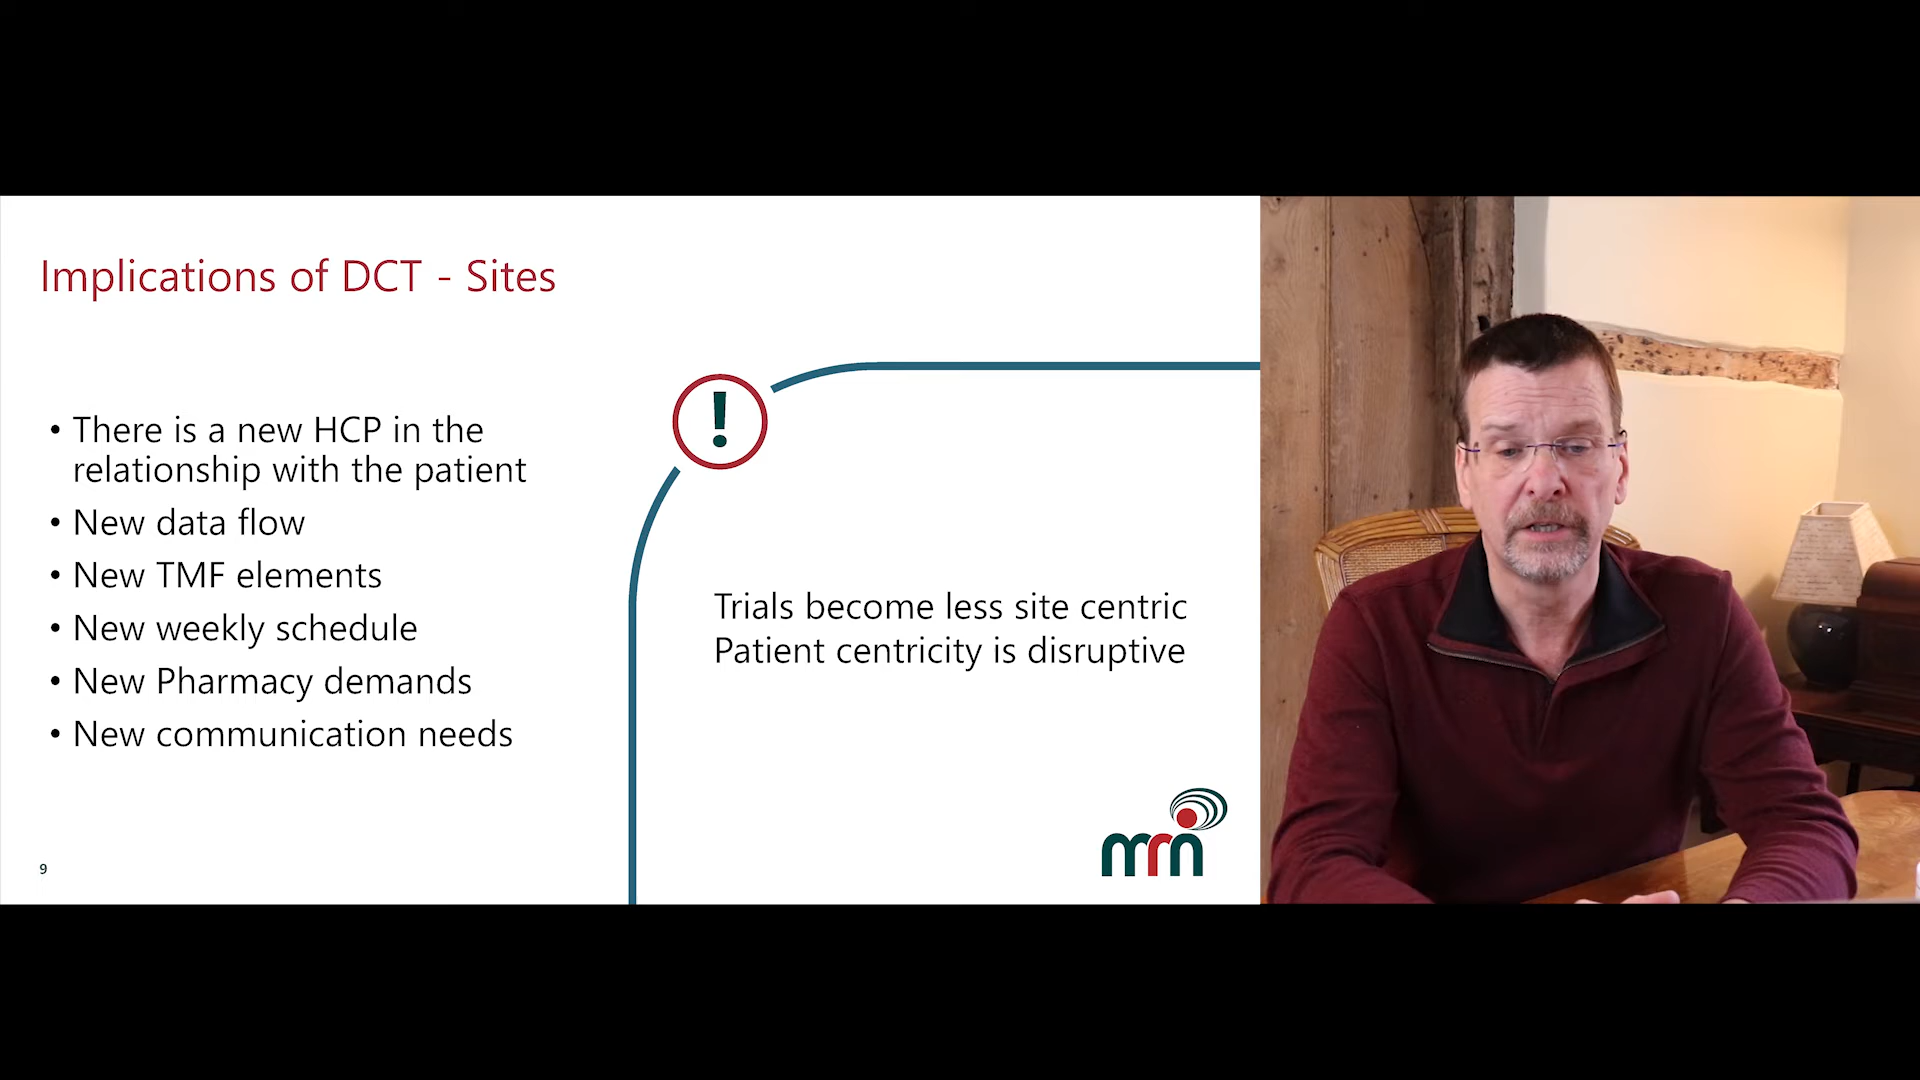 Implications of DCT - Sites
• There is a new HCP in the
relationship with the patient
• New data flow
• New TMF elements
• New weekly schedule
• New Pharmacy demands
• New communication needs
!
Trials become less site centric
Patient centricity is disruptive
mrn
9